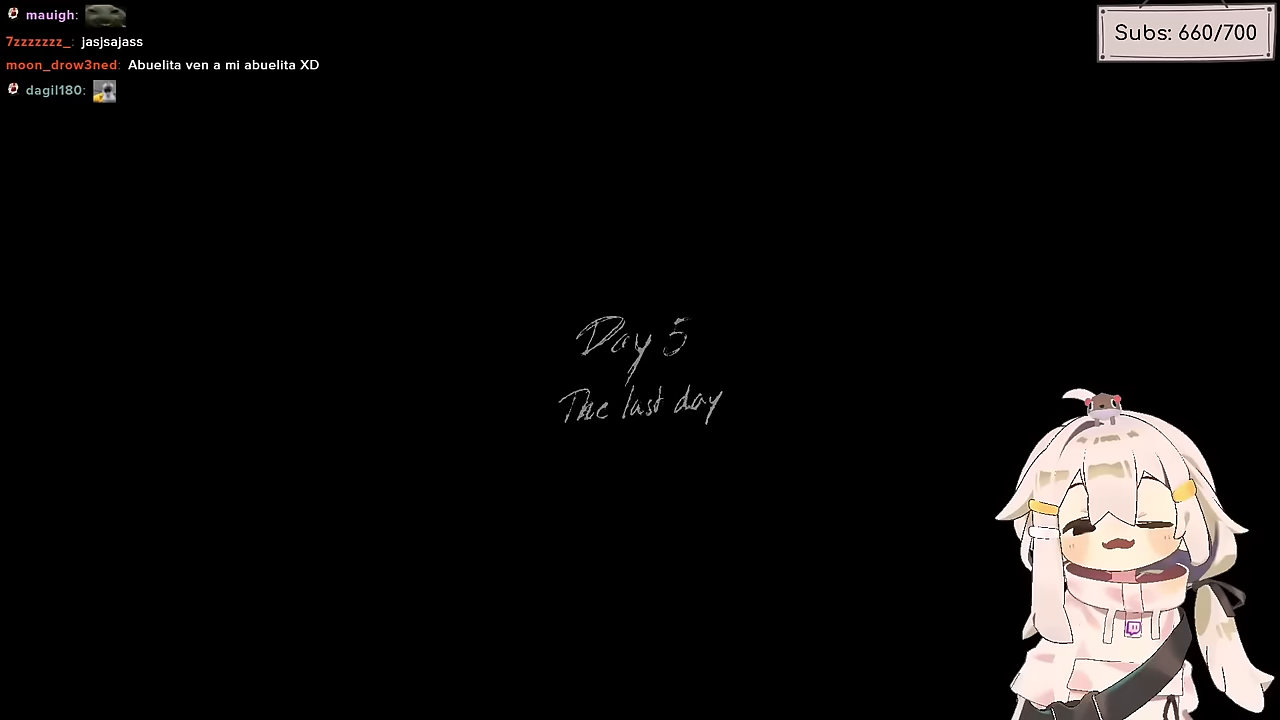 mauigh:
7zzzzzzz_: jasjsajass
moon_drow3ned: Abuelita ven a mi abuelita XD
dagil180:
Subs: 660/700
Day 5
The last day